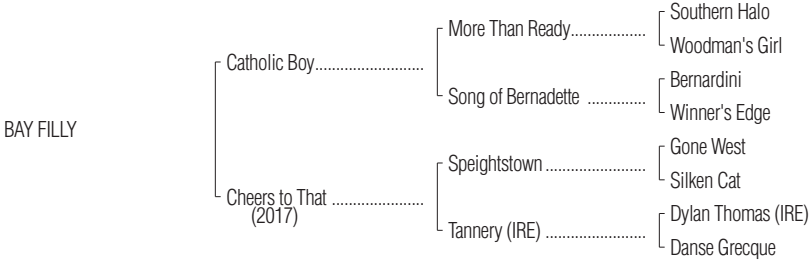 Southern Halo
More Than Ready..................
Woodman's Girl
Catholic Boy..........................
Bernardini
Song of Bernadette ..............
Winner's Edge
BAY FILLY
Gone West
Speightstown ........................
Silken Cat
Cheers to That ......................
(2017)
Dylan Thomas (IRE)
Tannery (IRE) ........................
Danse Grecque